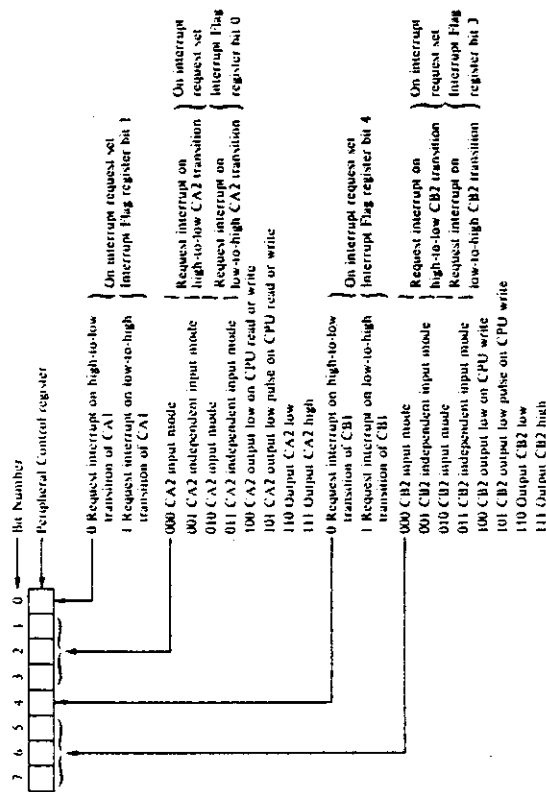 7 6 5 4 3 2 1 0 Bit Number
Peripheral Control register
0 Request interrupt on high-to-low
transition of CA1
1 Request interrupt on low-to-high
transition of CA1
On interrupt request set
Interrupt Flag register bit 1
000 CA2 input mode
001 CA2 independent input mode
010 CA2 input mode
011 CA2 independent input mode
100 CA2 output low on CPU read or write
101 CA2 output low pulse on CPU read or write
110 Output CA2 low
111 Output CA2 high
Request interrupt on
high-to-low CA2 transition
Request interrupt on
low-to-high CA2 transition
On interrupt
request set
Interrupt Flag
register bit 0
0 Request interrupt on high-to-low
transition of CB1
1 Request interrupt on low-to-high
transition of CB1
On interrupt request set
Interrupt Flag register bit 4
000 CB2 input mode
001 CB2 independent input mode
010 CB2 input mode
011 CB2 independent input mode
100 CB2 output low on CPU write
101 CB2 output low pulse on CPU write
110 Output CB2 low
111 Output CB2 high
Request interrupt on
high-to-low CB2 transition
Request interrupt on
low-to-high CB2 transition
On interrupt
request set
Interrupt Flag
register bit 3